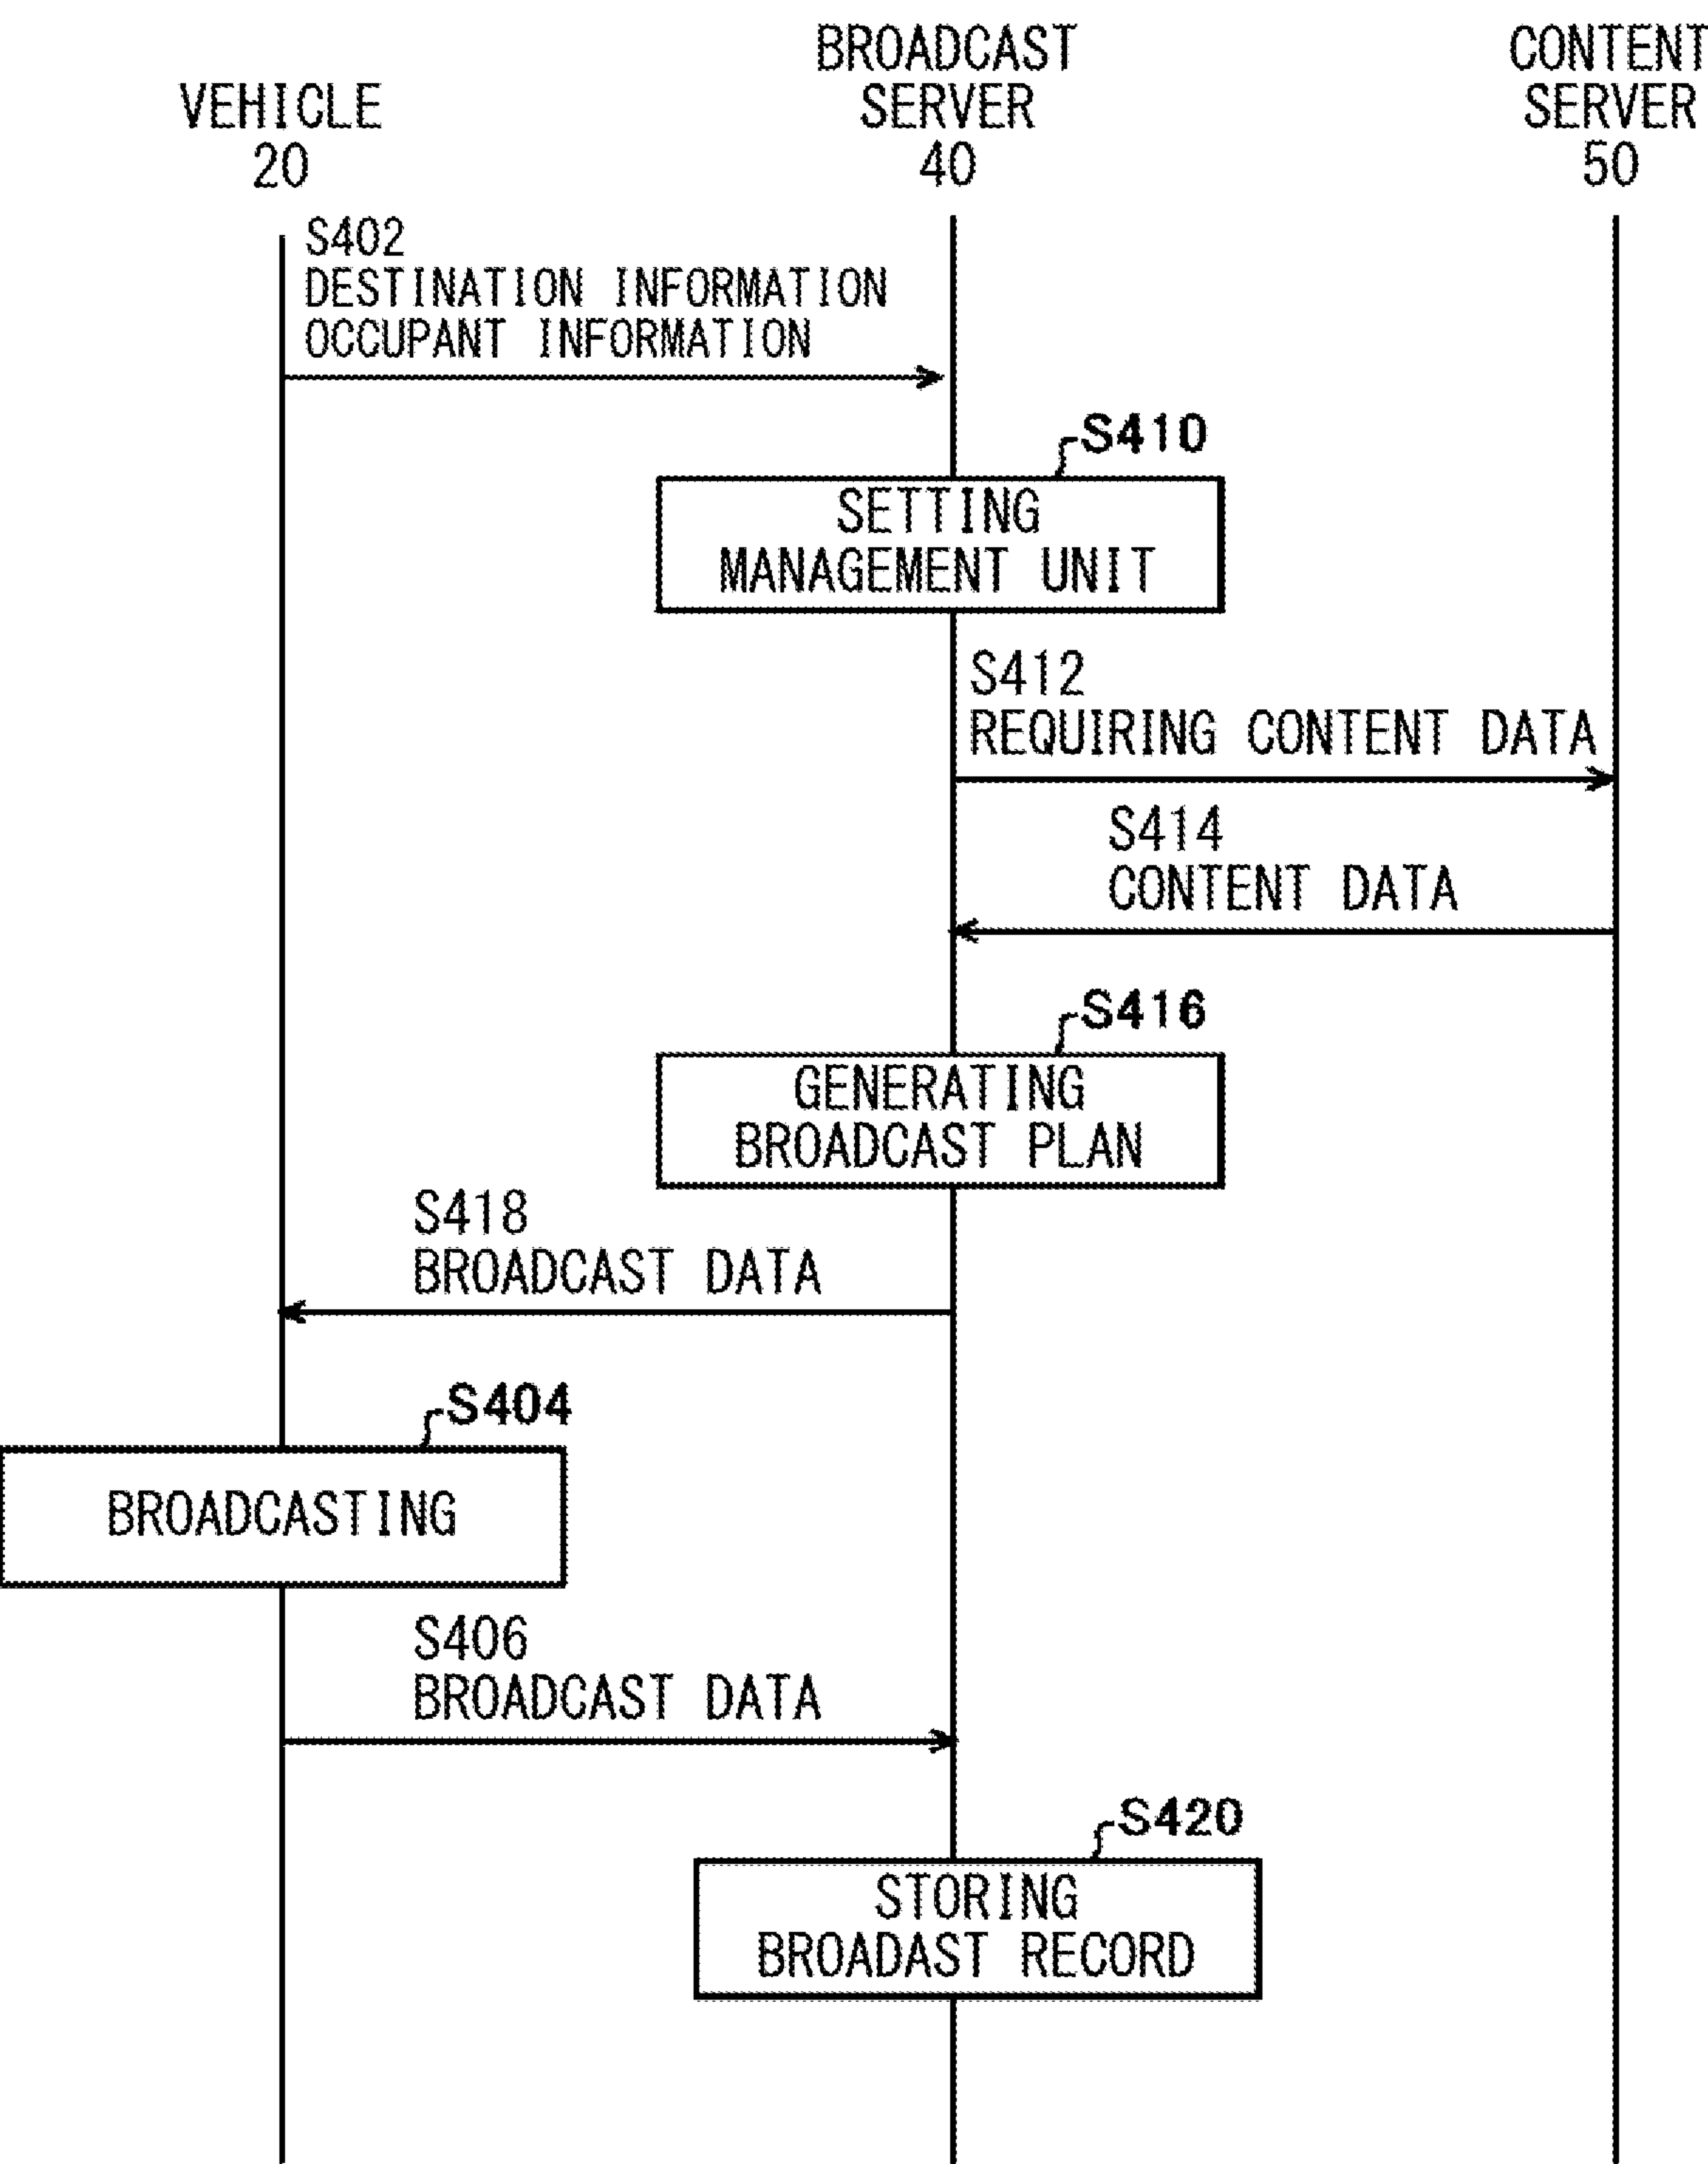 VEHICLE
20
BROADCAST
SERVER
40
CONTENT
SERVER
50
S402
DESTINATION INFORMATION
OCCUPANT INFORMATION
S410
SETTING
MANAGEMENT UNIT
S412
REQUIRING CONTENT DATA
S414
CONTENT DATA
S416
GENERATING
BROADCAST PLAN
S418
BROADCAST DATA
S404
BROADCASTING
S406
BROADCAST DATA
S420
STORING
BROADAST RECORD